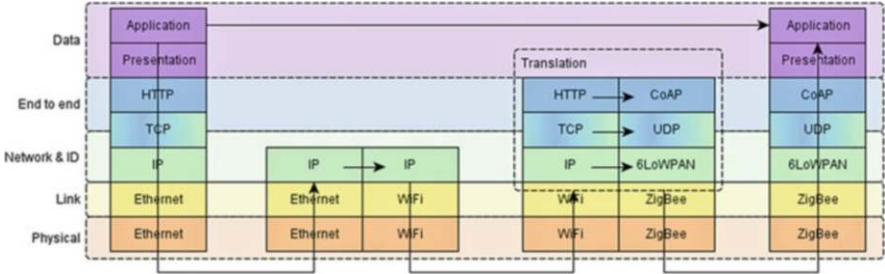 Data
End to end
Network & ID
Link
Physical
Application
Presentation
HTTP
TCP
IP
Ethernet
Ethernet
IP IP
Ethernet WiFi
Ethernet WiFi
Translation
HTTP CoAP
TCP UDP
IP 6LoWPAN
WiFi ZigBee
WiFi ZigBee
Application
Presentation
CoAP
UDP
6LoWPAN
ZigBee
ZigBee